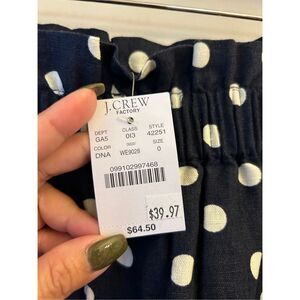 J.CREW
FACTORY
DEPT CLASS STYLE
GA5 013 42251
COLOR SIZE
DNA WE9028 0
099102997468
$39.97
$64.50